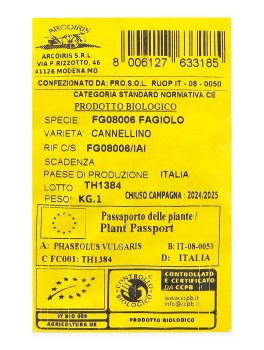 ARCOIRIS
ARCOIRIS S.R.L
VIA P. RIZZOTTO, 46
41126 MODENA MO
8 006127 633185
CONFEZIONATO DA: PRO.S.O.L. RUOP IT - 08 - 0050
CATEGORIA STANDARD NORMATIVA CE
PRODOTTO BIOLOGICO
SPECIE: FG08006 FAGIOLO
VARIETA' CANNELLINO
RIF C/S FG08006/IAI
SCADENZA
PAESE DI PRODUZIONE ITALIA
LOTTO TH1384
PESO' KG.1
CHIUSO CAMPAGNA : 2024/2025
Passaporto delle piante/
Plant Passport
A: PHASEOLUS VULGARIS B: IT-08-0050
C FC001: TH1384 D: ITALIA
CONTROLLO
BIOLOGICO
CONTROLLATO E
CERTIFICATO
DA CCPB
www.ccpb.it
ccpb@ccpb.it
IT BIO 009
AGRICOLTURA UE
PRODOTTO BIOLOGICO